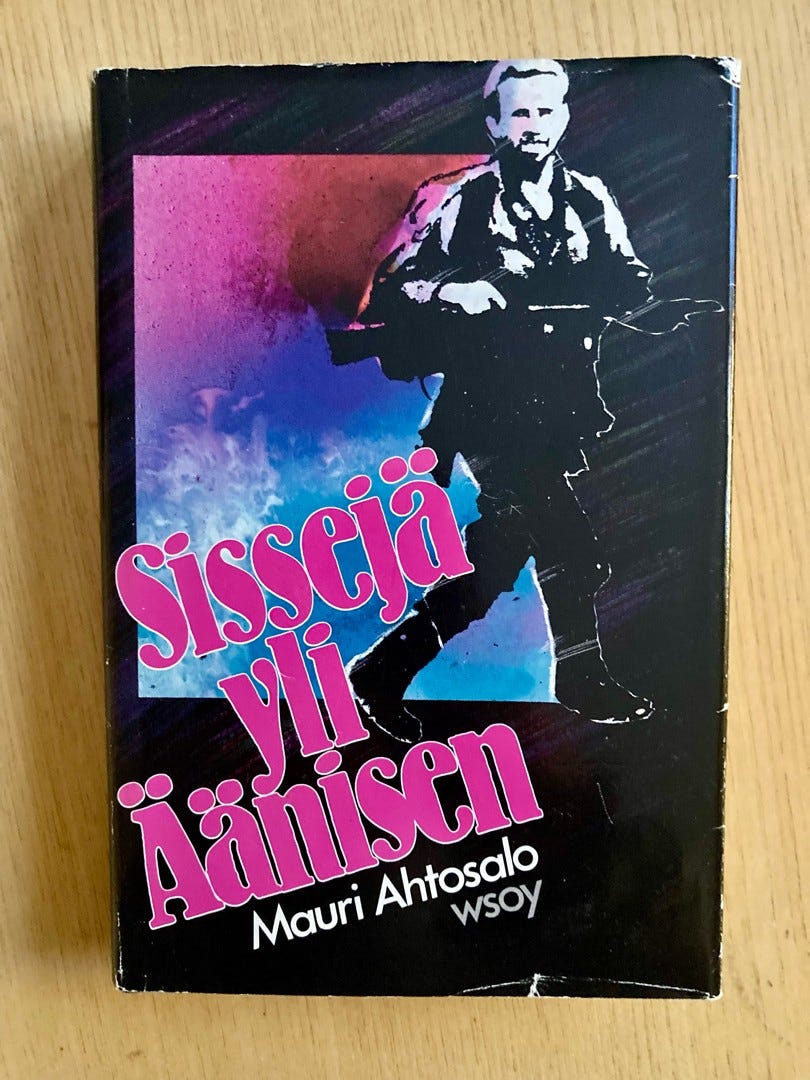 Sissejä
yli
Äänisen
Mauri Ahtosalo
wsoy